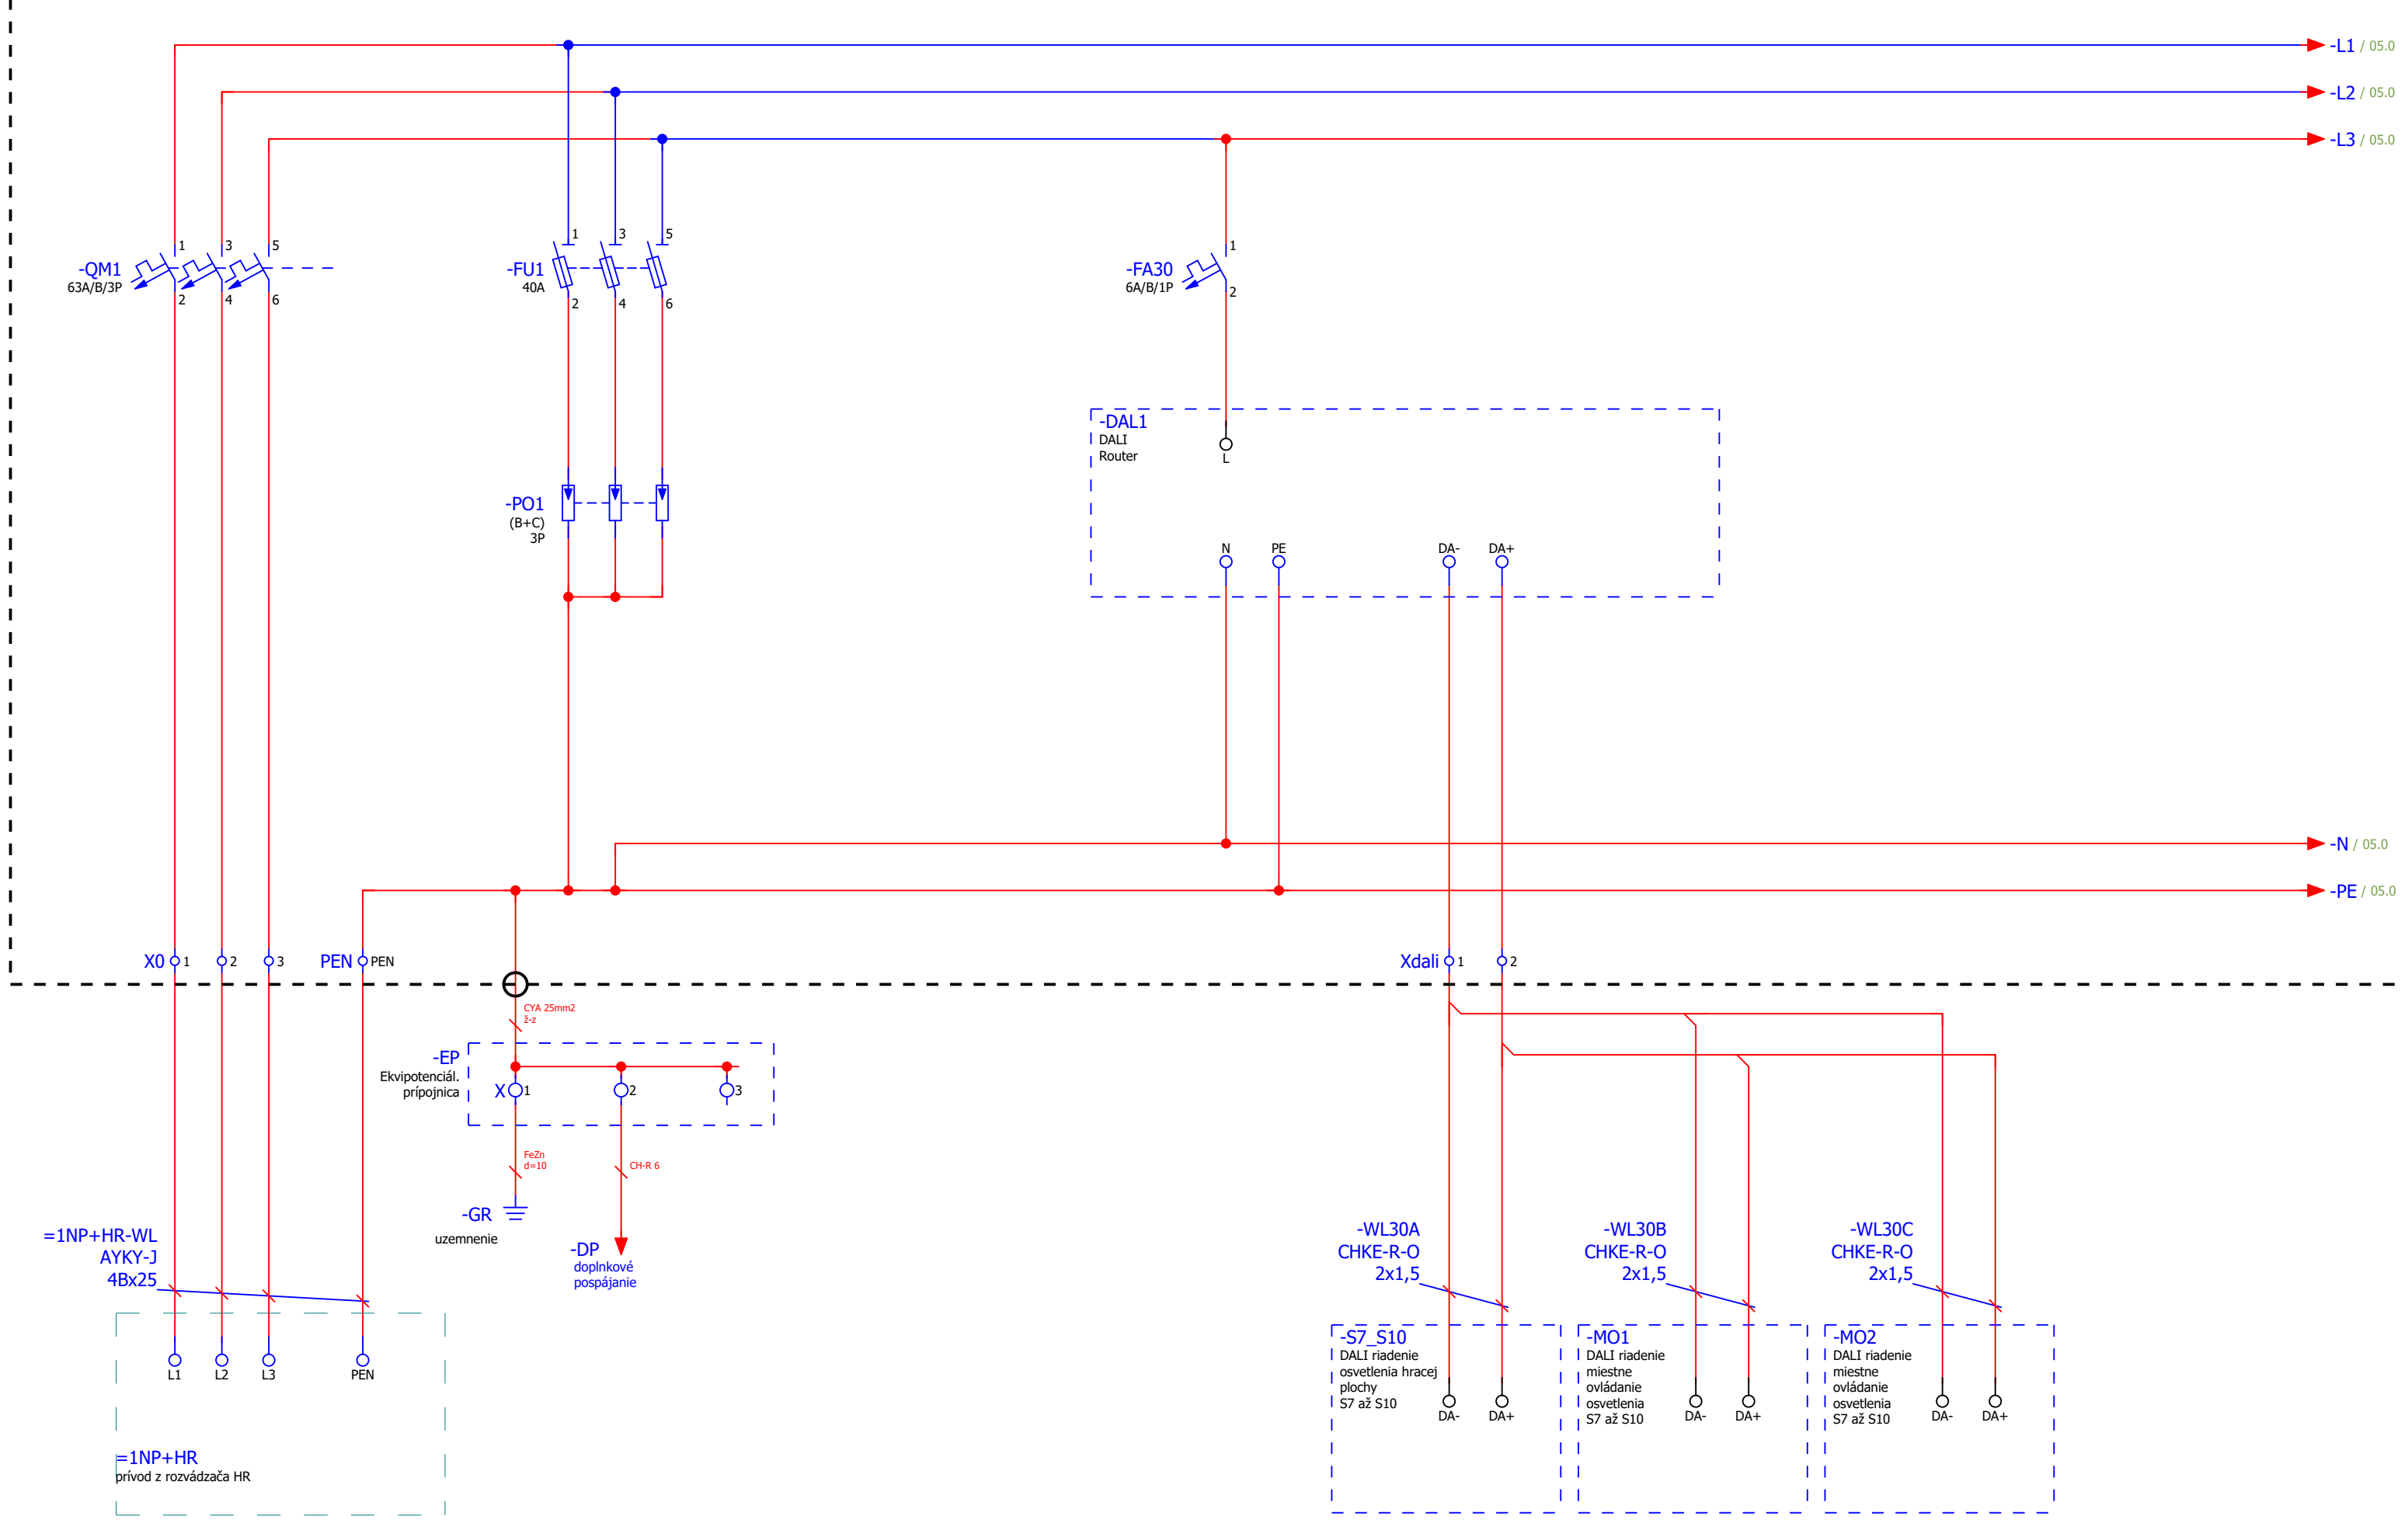 -L1 / 05.0
-L2 / 05.0
-L3 / 05.0
1 3 5
-QM1
63A/B/3P
2 4 6
1 3 5
-FU1
40A
2 4 6
1
-FA30
6A/B/1P
2
-DAL1
DALI
Router
L
-PO1
(B+C)
3P
N PE DA- DA+
-N / 05.0
-PE / 05.0
X0 1 2 3 PEN PEN
Xdali 1 2
CYA 25mm2
ž-z
-EP
Ekvipotenciál.
prípojnica
X 1 2 3
FeZn
d=10
CH-R 6
-GR
uzemnenie
-DP
doplnkové
pospájanie
=1NP+HR-WL
AYKY-J
4Bx25
L1 L2 L3 PEN
=1NP+HR
prívod z rozvádzača HR
-WL30A
CHKE-R-O
2x1,5
-WL30B
CHKE-R-O
2x1,5
-WL30C
CHKE-R-O
2x1,5
-S7_S10
DALI riadenie
osvetlenia hracej
plochy
S7 až S10
DA- DA+
-MO1
DALI riadenie
miestne
ovládanie
osvetlenia
S7 až S10
DA- DA+
-MO2
DALI riadenie
miestne
ovládanie
osvetlenia
S7 až S10
DA- DA+